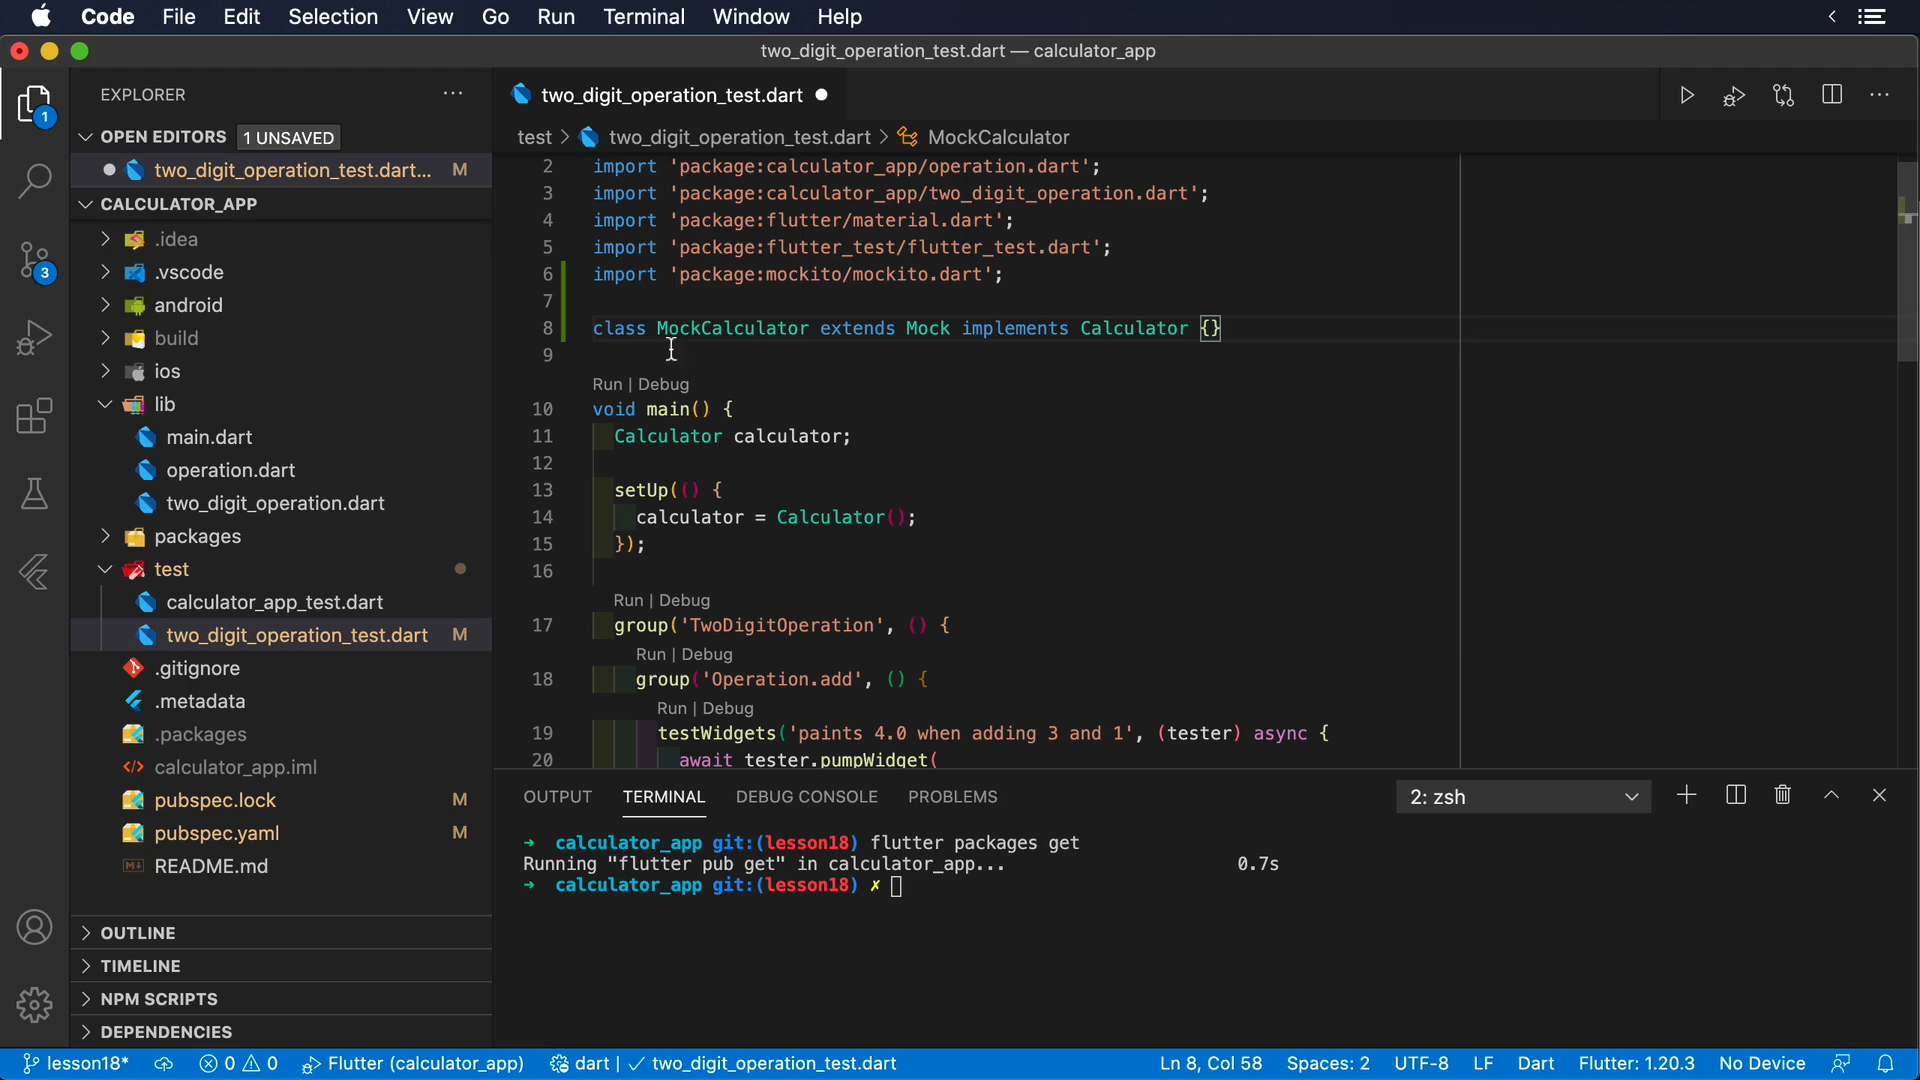 Code File Edit Selection View Go Run Terminal Window Help
two_digit_operation_test.dart — calculator_app
EXPLORER
OPEN EDITORS 1 UNSAVED
two_digit_operation_test.dart... M
CALCULATOR_APP
.idea
.vscode
android
build
ios
lib
main.dart
operation.dart
two_digit_operation.dart
packages
test
calculator_app_test.dart
two_digit_operation_test.dart M
.gitignore
.metadata
.packages
calculator_app.iml
pubspec.lock M
pubspec.yaml M
README.md
OUTLINE
TIMELINE
NPM SCRIPTS
DEPENDENCIES
1
3
two_digit_operation_test.dart
test > two_digit_operation_test.dart > MockCalculator
2 import 'package:calculator_app/operation.dart';
3 import 'package:calculator_app/two_digit_operation.dart';
4 import 'package:flutter/material.dart';
5 import 'package:flutter_test/flutter_test.dart';
6 import 'package:mockito/mockito.dart';
7
8 class MockCalculator extends Mock implements Calculator {}
9
Run | Debug
10 void main() {
11 Calculator calculator;
12
13 setUp(() {
14 calculator = Calculator();
15 });
16
Run | Debug
17 group('TwoDigitOperation', () {
Run | Debug
18 group('Operation.add', () {
Run | Debug
19 testWidgets('paints 4.0 when adding 3 and 1', (tester) async {
20 await tester.pumpWidget(
OUTPUT TERMINAL DEBUG CONSOLE PROBLEMS 2: zsh
➜ calculator_app git:(lesson18) flutter packages get
Running "flutter pub get" in calculator_app... 0.7s
➜ calculator_app git:(lesson18) ✗
lesson18* 0 0 Flutter (calculator_app) dart | ✓ two_digit_operation_test.dart Ln 8, Col 58 Spaces: 2 UTF-8 LF Dart Flutter: 1.20.3 No Device